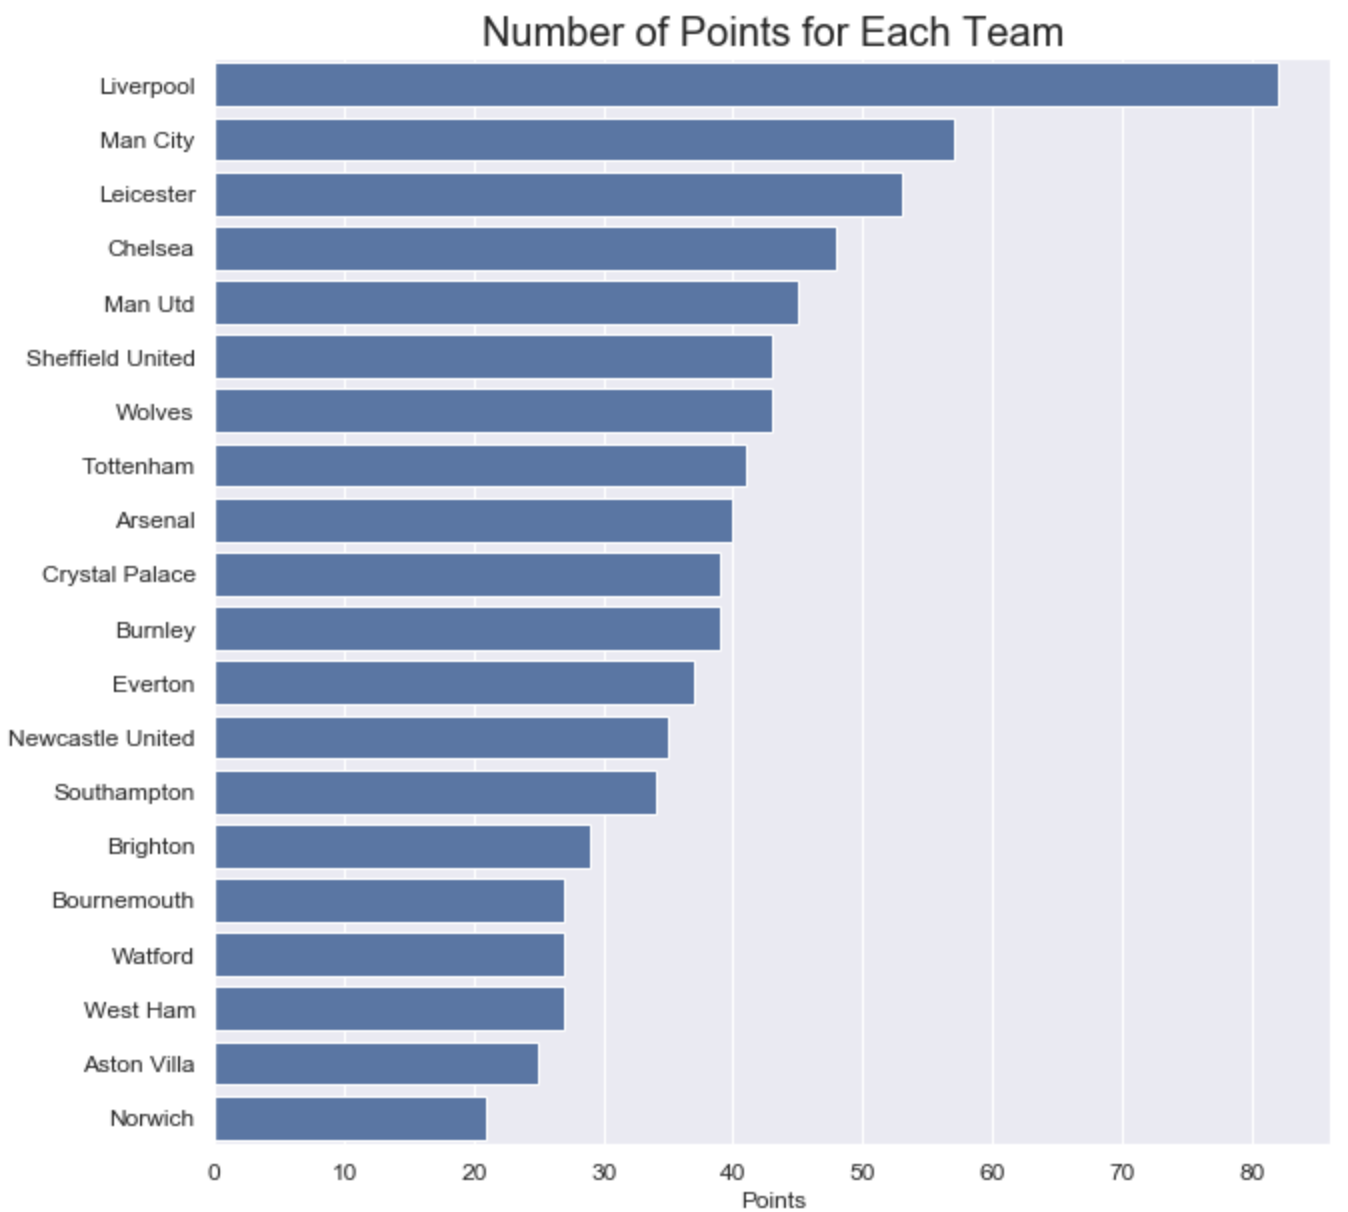 Number of Points for Each Team
Liverpool
Man City
Leicester
Chelsea
Man Utd
Sheffield United
Wolves
Tottenham
Arsenal
Crystal Palace
Burnley
Everton
Newcastle United
Southampton
Brighton
Bournemouth
Watford
West Ham
Aston Villa
Norwich
0 10 20 30 40 50 60 70 80
Points